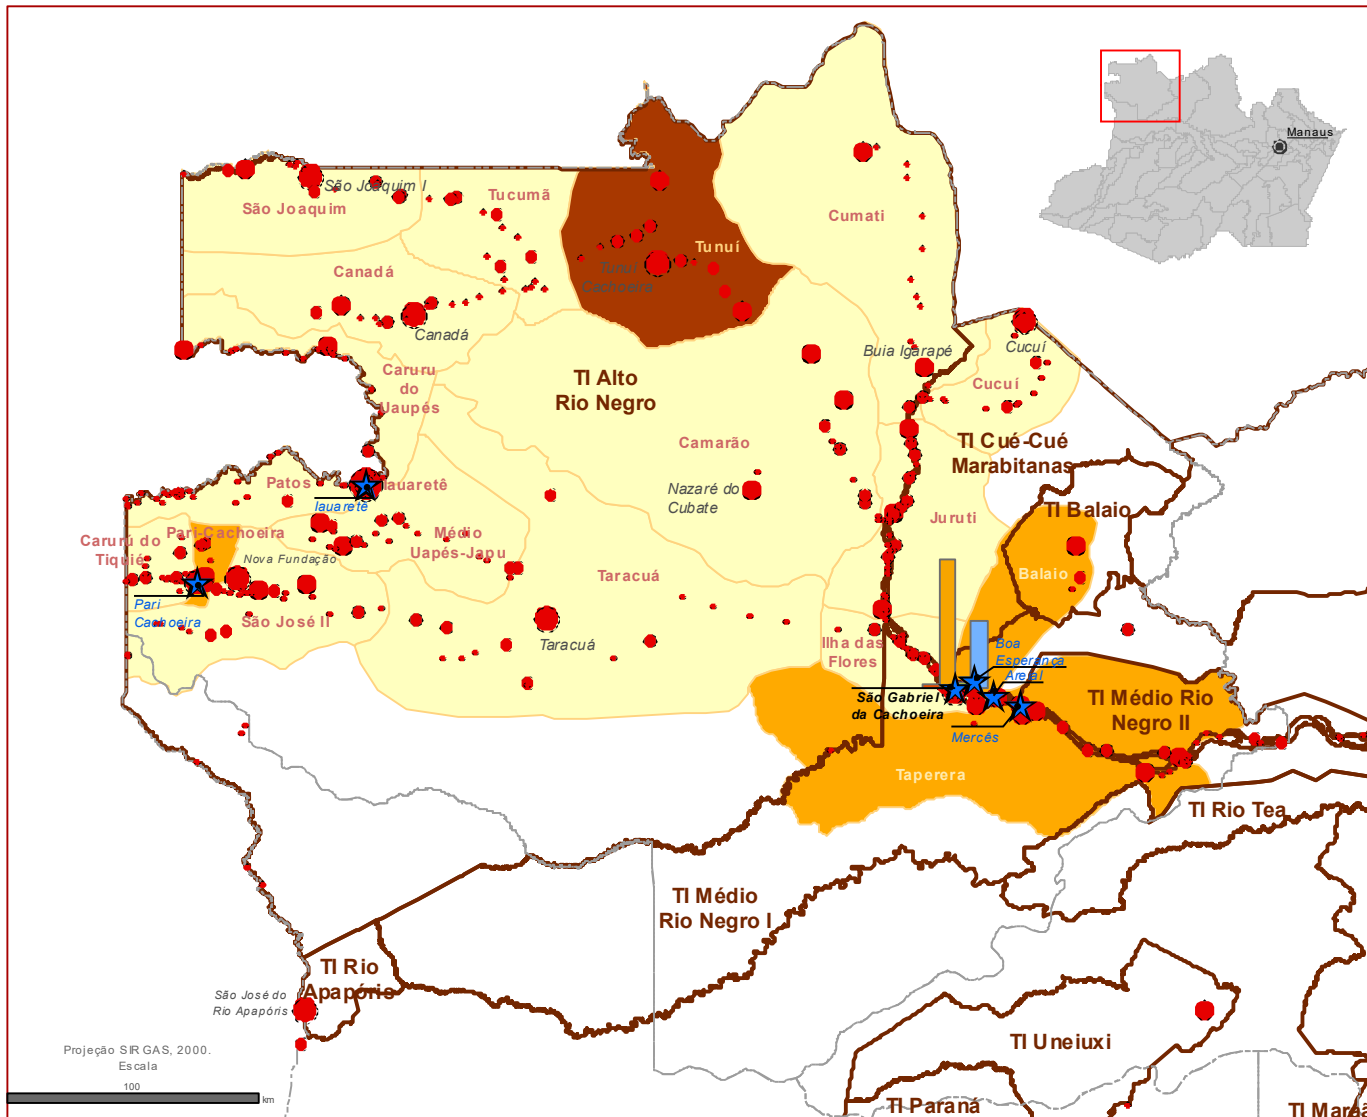 Manaus
São Joaquim I
São Joaquim
Tucumã
Cumati
Tunuí
Tunuí
Cachoeira
Canadá
Canadá
Buia Igarapé
Cucuí
Cucuí
Caruru
do
Uaupés
TI Alto
Rio Negro
Camarão
TI Cué-Cué
Marabitanas
Nazaré do
Cubate
Patos
Iauaretê
Iauaretê
Juruti
TI Balaio
Balaio
Pari-Cachoeira
Carurú do
Tiquié
Nova Fundação
Médio
Uapés-Japu
Taracuá
Pari
Cachoeira
São José II
Taracuá
Ilha das
Flores
Boa
Esperança
Areial
São Gabriel
da Cachoeira
Mercês
TI Médio Rio
Negro II
Taperera
TI Rio Tea
TI Médio
Rio Negro I
TI Rio
Apapóris
São José do
Rio Apapóris
TI Uneiuxi
TI Paraná
Projeção SIRGAS, 2000.
Escala
100
km